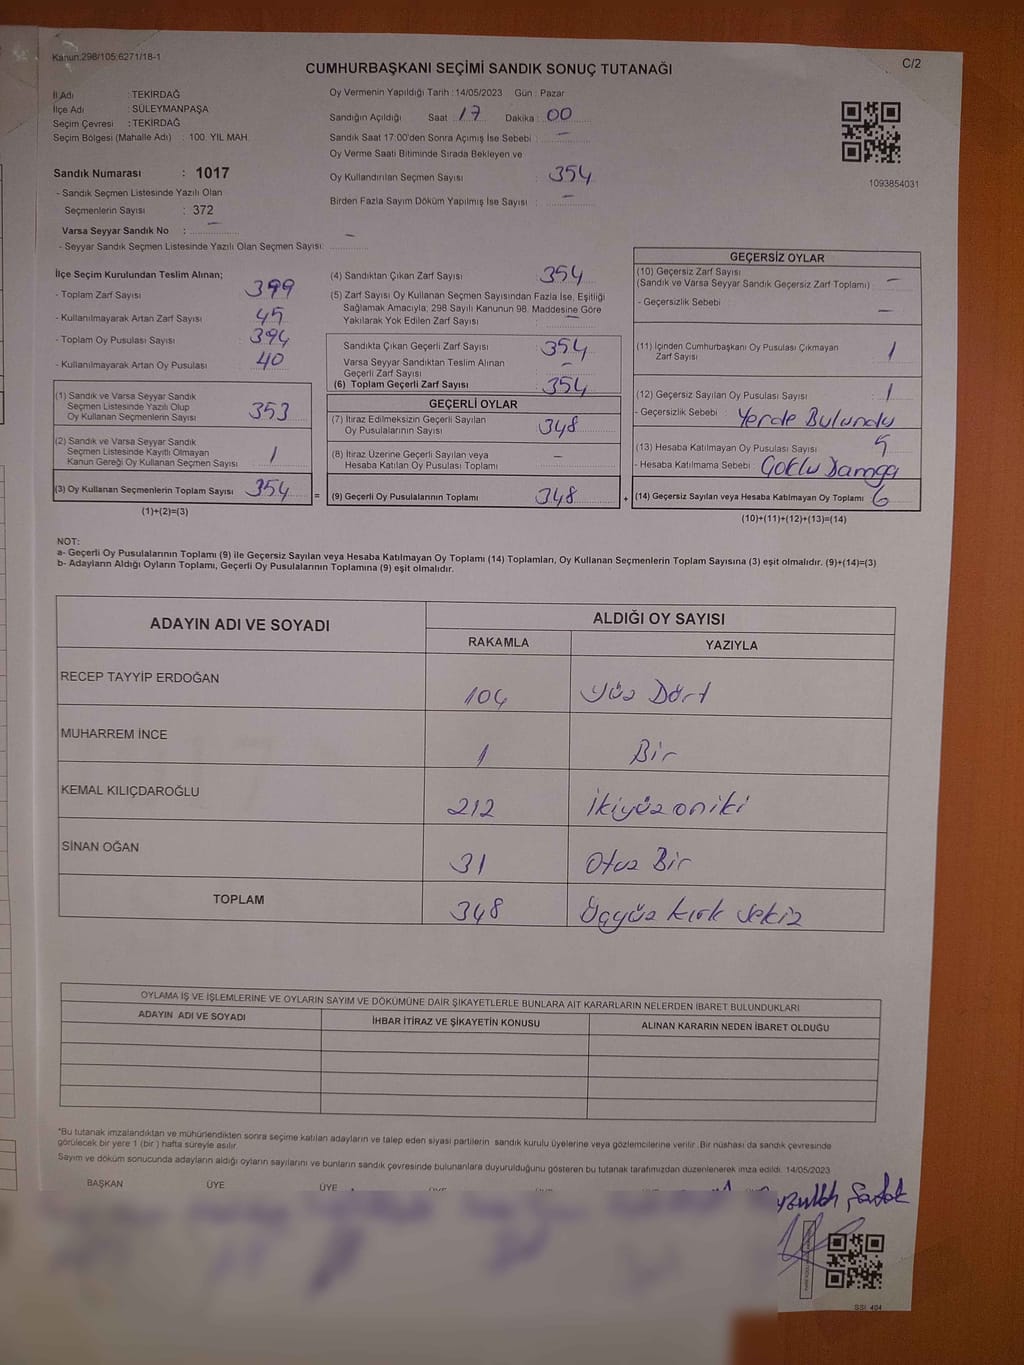 Kanun:298/105;6271/18-1
C/2
CUMHURBAŞKANI SEÇİMİ SANDIK SONUÇ TUTANAĞI
İl Adı : TEKİRDAĞ
İlçe Adı : SÜLEYMANPAŞA
Seçim Çevresi : TEKİRDAĞ
Seçim Bölgesi (Mahalle Adı) : 100. YIL MAH.
Sandık Numarası : 1017
- Sandık Seçmen Listesinde Yazılı Olan
Seçmenlerin Sayısı : 372
Varsa Seyyar Sandık No : –
- Seyyar Sandık Seçmen Listesinde Yazılı Olan Seçmen Sayısı: –
Oy Vermenin Yapıldığı Tarih :14/05/2023 Gün : Pazar
Sandığın Açıldığı Saat : 17 Dakika : 00
Sandık Saat 17:00'den Sonra Açımış İse Sebebi : –
Oy Verme Saati Bitiminde Sırada Bekleyen ve
Oy Kullandırılan Seçmen Sayısı : 354
Birden Fazla Sayım Döküm Yapılmış İse Sayısı : –
1093854031
İlçe Seçim Kurulundan Teslim Alınan;
- Toplam Zarf Sayısı : 399
- Kullanılmayarak Artan Zarf Sayısı : 45
- Toplam Oy Pusulası Sayısı : 394
- Kullanılmayarak Artan Oy Pusulası : 40
(1) Sandık ve Varsa Seyyar Sandık
Seçmen Listesinde Yazılı Olup
Oy Kullanan Seçmenlerin Sayısı : 353
(2) Sandık ve Varsa Seyyar Sandık
Seçmen Listesinde Kayıtlı Olmayan
Kanun Gereği Oy Kullanan Seçmen Sayısı : 1
(3) Oy Kullanan Seçmenlerin Toplam Sayısı : 354 =
(1)+(2)=(3)
(4) Sandıktan Çıkan Zarf Sayısı : 354
(5) Zarf Sayısı Oy Kullanan Seçmen Sayısından Fazla İse, Eşitliği
Sağlamak Amacıyla; 298 Sayılı Kanunun 98. Maddesine Göre
Yakılarak Yok Edilen Zarf Sayısı : –
Sandıkta Çıkan Geçerli Zarf Sayısı : 354
Varsa Seyyar Sandıktan Teslim Alınan
Geçerli Zarf Sayısı : –
(6) Toplam Geçerli Zarf Sayısı : 354
GEÇERLİ OYLAR
(7) İtiraz Edilmeksizin Geçerli Sayılan
Oy Pusulalarının Sayısı : 348
(8) İtiraz Üzerine Geçerli Sayılan veya
Hesaba Katılan Oy Pusulası Toplamı : –
(9) Geçerli Oy Pusulalarının Toplamı : 348 +
GEÇERSİZ OYLAR
(10) Geçersiz Zarf Sayısı
(Sandık ve Varsa Seyyar Sandık Geçersiz Zarf Toplamı) : –
- Geçersizlik Sebebi : –
(11) İçinden Cumhurbaşkanı Oy Pusulası Çıkmayan
Zarf Sayısı : 1
(12) Geçersiz Sayılan Oy Pusulası Sayısı : 1
- Geçersizlik Sebebi : Yerde Bulundu
(13) Hesaba Katılmayan Oy Pusulası Sayısı :
- Hesaba Katılmama Sebebi : Çoklu Damga
(14) Geçersiz Sayılan veya Hesaba Katılmayan Oy Toplamı : 6
(10)+(11)+(12)+(13)=(14)
NOT:
a- Geçerli Oy Pusulalarının Toplamı (9) ile Geçersiz Sayılan veya Hesaba Katılmayan Oy Toplamı (14) Toplamları, Oy Kullanan Seçmenlerin Toplam Sayısına (3) eşit olmalıdır. (9)+(14)=(3)
b- Adayların Aldığı Oyların Toplamı, Geçerli Oy Pusulalarının Toplamına (9) eşit olmalıdır.
ADAYIN ADI VE SOYADI
ALDIĞI OY SAYISI
RAKAMLA YAZIYLA
RECEP TAYYİP ERDOĞAN 104 Yüz Dört
MUHARREM İNCE 1 Bir
KEMAL KILIÇDAROĞLU 212 İkiyüz oniki
SİNAN OĞAN 31 Otuz Bir
TOPLAM 348 Üçyüz kırk sekiz
OYLAMA İŞ VE İŞLEMLERİNE VE OYLARIN SAYIM VE DÖKÜMÜNE DAİR ŞİKAYETLERLE BUNLARA AİT KARARLARIN NELERDEN İBARET BULUNDUKLARI
ADAYIN ADI VE SOYADI İHBAR İTİRAZ VE ŞİKAYETİN KONUSU ALINAN KARARIN NEDEN İBARET OLDUĞU
*Bu tutanak imzalandıktan ve mühürlendikten sonra seçime katılan adayların ve talep eden siyasi partilerin sandık kurulu üyelerine veya gözlemcilerine verilir. Bir nüshası da sandık çevresinde
görülecek bir yere 1 (bir ) hafta süreyle asılır.
Sayım ve döküm sonucunda adayların aldığı oyların sayılarını ve bunların sandık çevresinde bulunanlara duyurulduğunu gösteren bu tutanak tarafımızdan düzenlenerek imza edildi. 14/05/2023
BAŞKAN ÜYE ÜYE
SSİ: 404